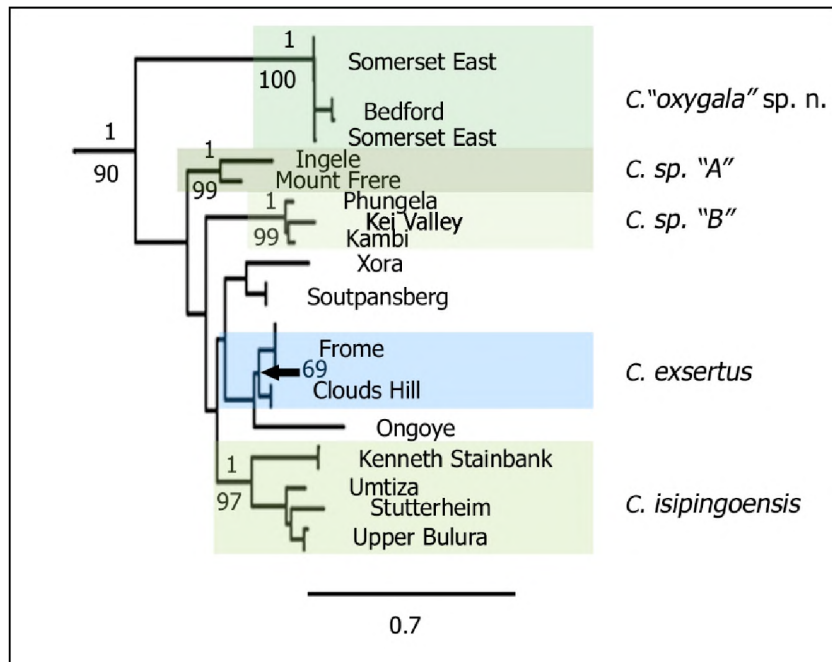 1
Somerset East
100
C."oxygala" sp. n.
Bedford
1
Somerset East
90
1
Ingele
C. sp. "A"
99
Mount Frere
1
Phungela
Kei Valley
C. sp. "B"
99
Kambi
Xora
Soutpansberg
Frome
69
C. exsertus
Clouds Hill
Ongoye
1
Kenneth Stainbank
97
Umtiza
Stutterheim
C. isipingoensis
Upper Bulura
0.7